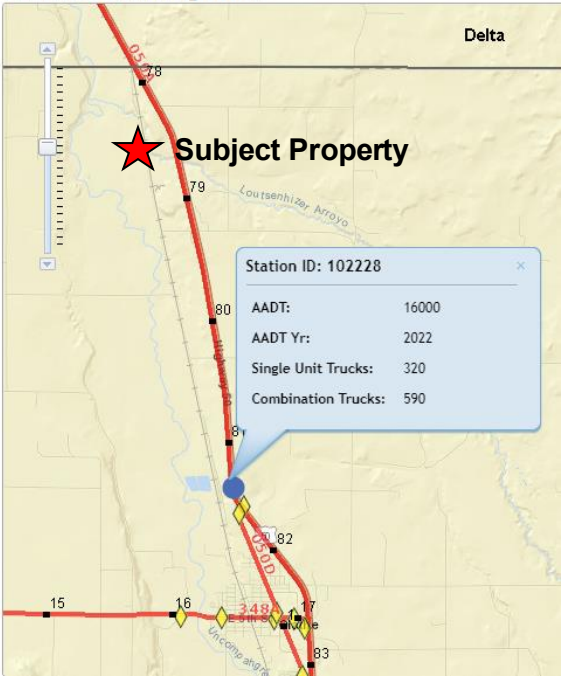 Delta
78
Subject Property
79
Loutsenhizer Arroyo
Station ID: 102228
AADT: 16000
AADT Yr: 2022
Single Unit Trucks: 320
Combination Trucks: 590
80
Highway 50
82
050D
15
16
348A
17
Uncompahgre
83